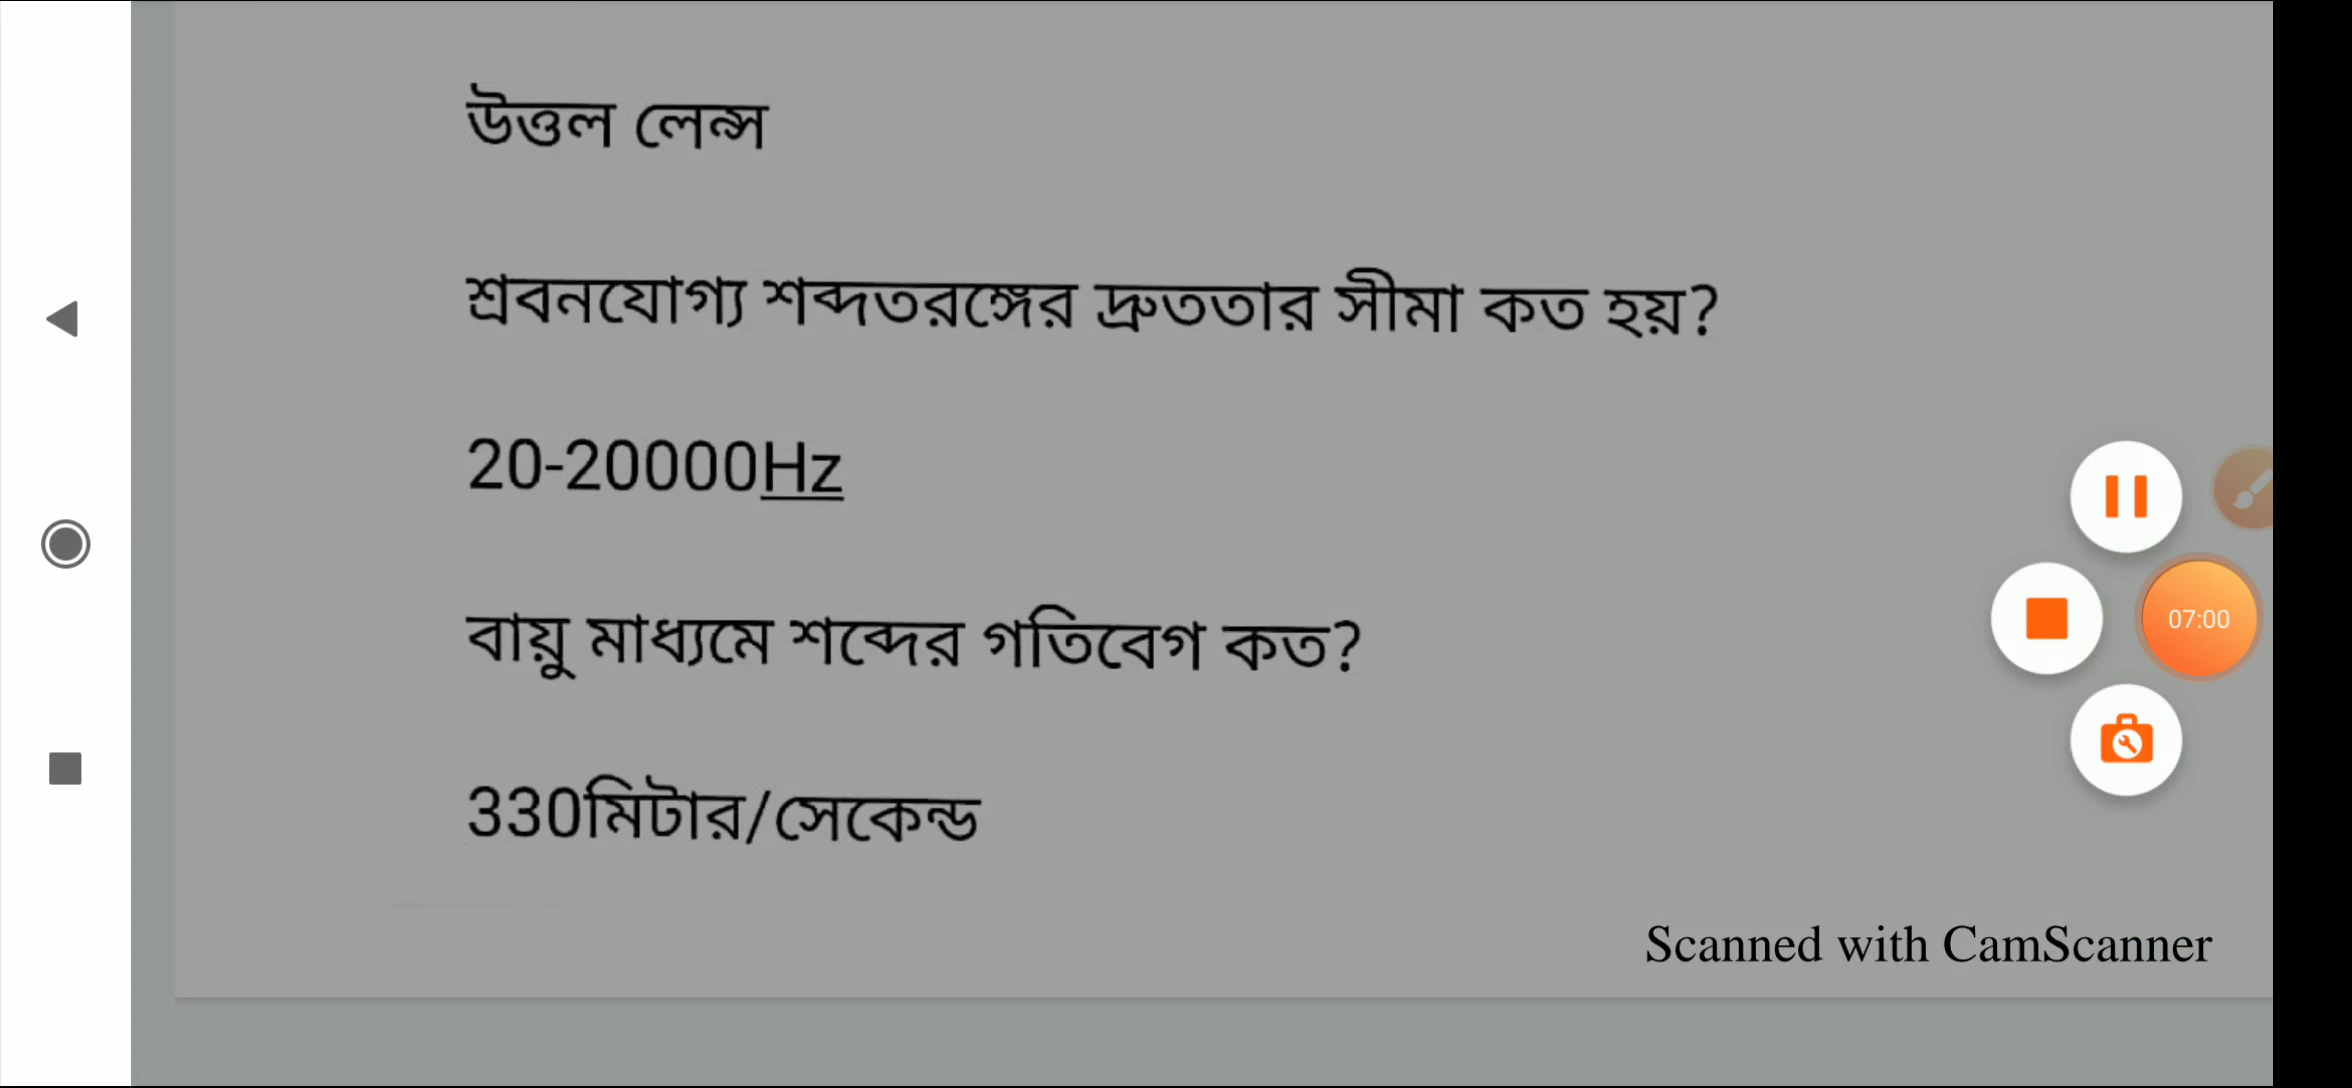 উত্তল লেন্স
শ্রবনযোগ্য শব্দতরঙ্গের দ্রুততার সীমা কত হয়?
20-20000Hz
বায়ু মাধ্যমে শব্দের গতিবেগ কত?
330মিটার/সেকেন্ড
07:00
Scanned with CamScanner